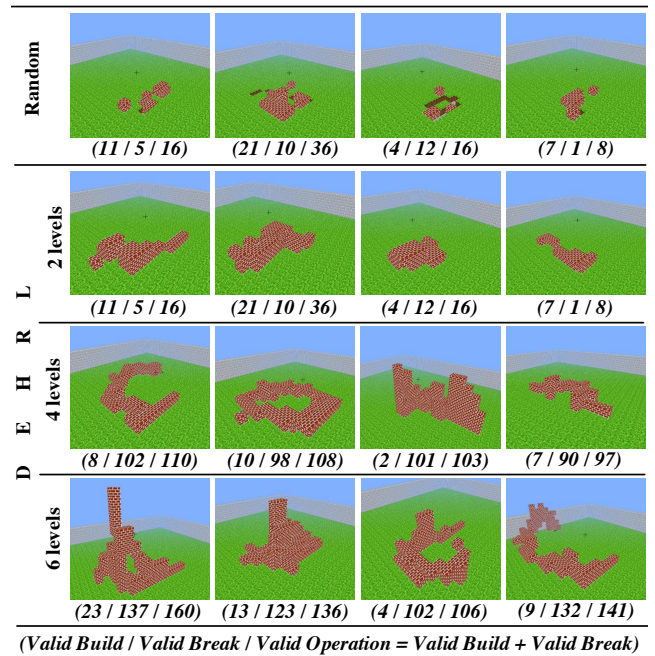 Random
(11 / 5 / 16) (21 / 10 / 36) (4 / 12 / 16) (7 / 1 / 8)
D E H R L
2 levels
(11 / 5 / 16) (21 / 10 / 36) (4 / 12 / 16) (7 / 1 / 8)
4 levels
(8 / 102 / 110) (10 / 98 / 108) (2 / 101 / 103) (7 / 90 / 97)
6 levels
(23 / 137 / 160) (13 / 123 / 136) (4 / 102 / 106) (9 / 132 / 141)
(Valid Build / Valid Break / Valid Operation = Valid Build + Valid Break)